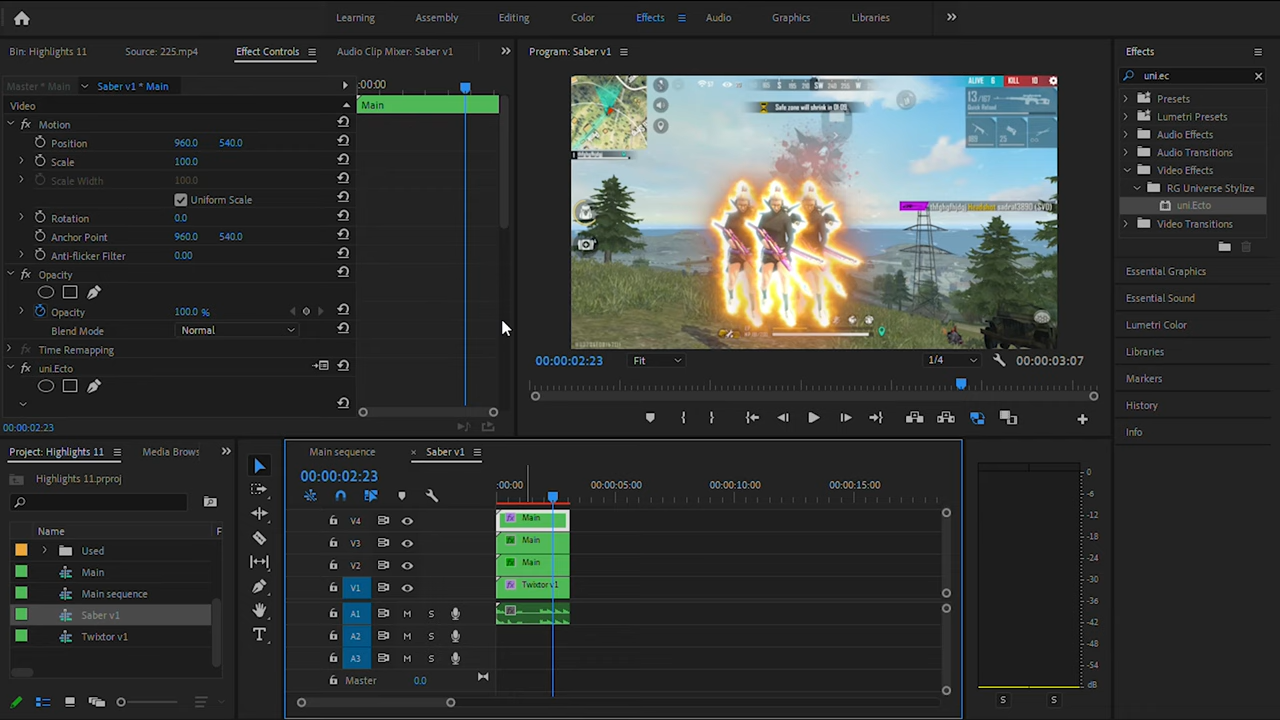 Learning
Assembly
Editing
Color
Effects
Audio
Graphics
Libraries
Bin: Highlights 11
Source: 225.mp4
Effect Controls
Audio Clip Mixer: Saber v1
Program: Saber v1
Effects
Master * Main
Saber v1 * Main
:00:00
Video
Main
Motion
Position 960.0 540.0
Scale 100.0
Scale Width 100.0
Uniform Scale
Rotation 0.0
Anchor Point 960.0 540.0
Anti-flicker Filter 0.00
Opacity
Opacity 100.0 %
Blend Mode Normal
Time Remapping
uni.Ecto
00:00:02:23
ALIVE 6 KILL 10
Safe zone will shrink in 01:05.
00:00:02:23
Fit
1/4
00:00:03:07
uni.ec
Presets
Lumetri Presets
Audio Effects
Audio Transitions
Video Effects
RG Universe Stylize
uni.Ecto
Video Transitions
Essential Graphics
Essential Sound
Lumetri Color
Libraries
Markers
History
Info
Project: Highlights 11
Media Brows
Highlights 11.prproj
Name
F
Used
Main
Main sequence
Saber v1
Twixtor v1
Main sequence
× Saber v1
00:00:02:23
:00:00
00:00:05:00
00:00:10:00
00:00:15:00
V4 Main
V3 Main
V2 Main
V1 Twixtor v1
A1 M S
A2 M S
A3 M S
Master 0.0
0
-6
-12
-18
-24
-30
-36
-42
-48
-54
dB
S S